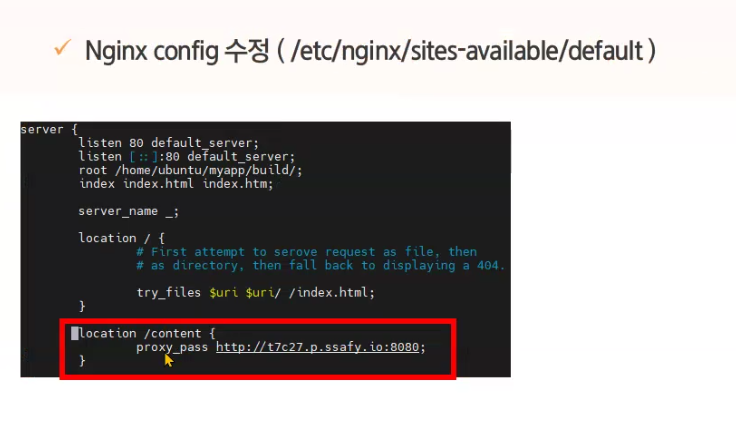 ✓ Nginx config 수정 ( /etc/nginx/sites-available/default )
server {
listen 80 default_server;
listen [::]:80 default_server;
root /home/ubuntu/myapp/build/;
index index.html index.htm;
server_name _;
location / {
# First attempt to serove request as file, then
# as directory, then fall back to displaying a 404.
try_files $uri $uri/ /index.html;
}
location /content {
proxy_pass http://t7c27.p.ssafy.io:8080;
}